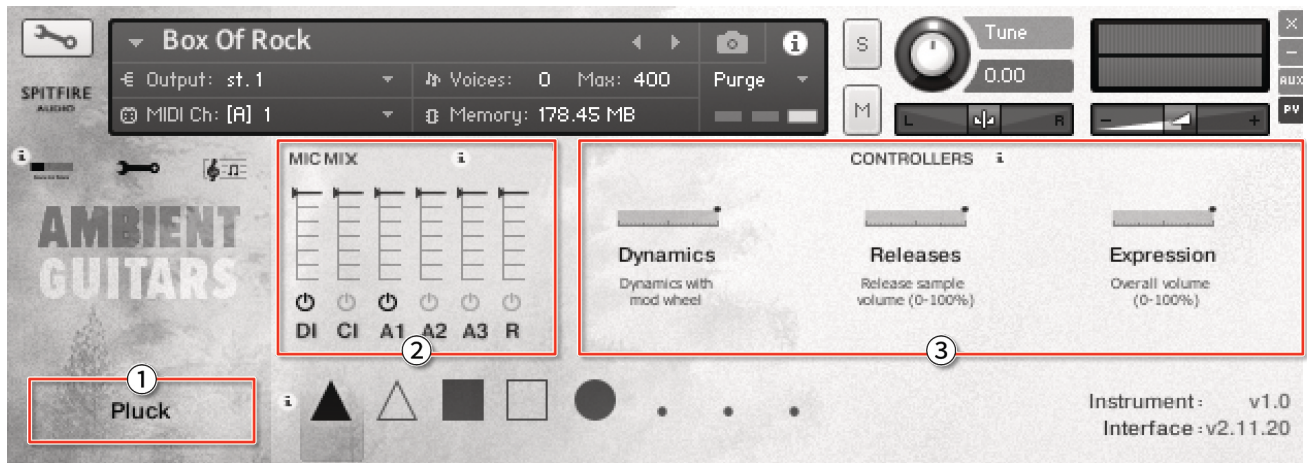 Box Of Rock
S
Tune
0.00
SPITFIRE
AUDIO
Output: st.1
Voices: 0 Max: 400
Purge
MIDI Ch: [A] 1
Memory: 178.45 MB
M
L
R
-
+
×
-
AUX
PV
MIC MIX
CONTROLLERS
AMBIENT
GUITARS
Dynamics
Releases
Expression
Dynamics with
mod wheel
Release sample
volume (0-100%)
Overall volume
(0-100%)
DI CI A1 A2 A3 R
2
3
1
Pluck
Instrument: v1.0
Interface :v2.11.20